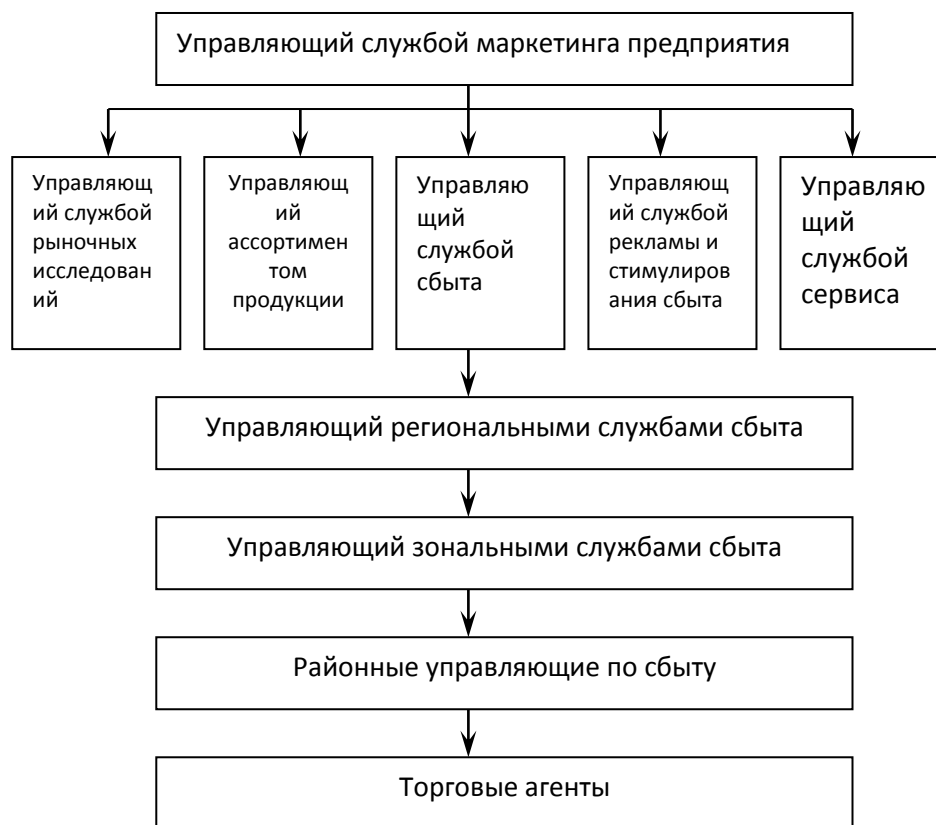 Управляющий службой маркетинга предприятия
Управляющ
ий службой
рыночных
исследован
ий
Управляющ
ий
ассортимен
том
продукции
Управляю
щий
службой
сбыта
Управляющ
ий службой
рекламы и
стимулиров
ания сбыта
Управляю
щий
службой
сервиса
Управляющий региональными службами сбыта
Управляющий зональными службами сбыта
Районные управляющие по сбыту
Торговые агенты